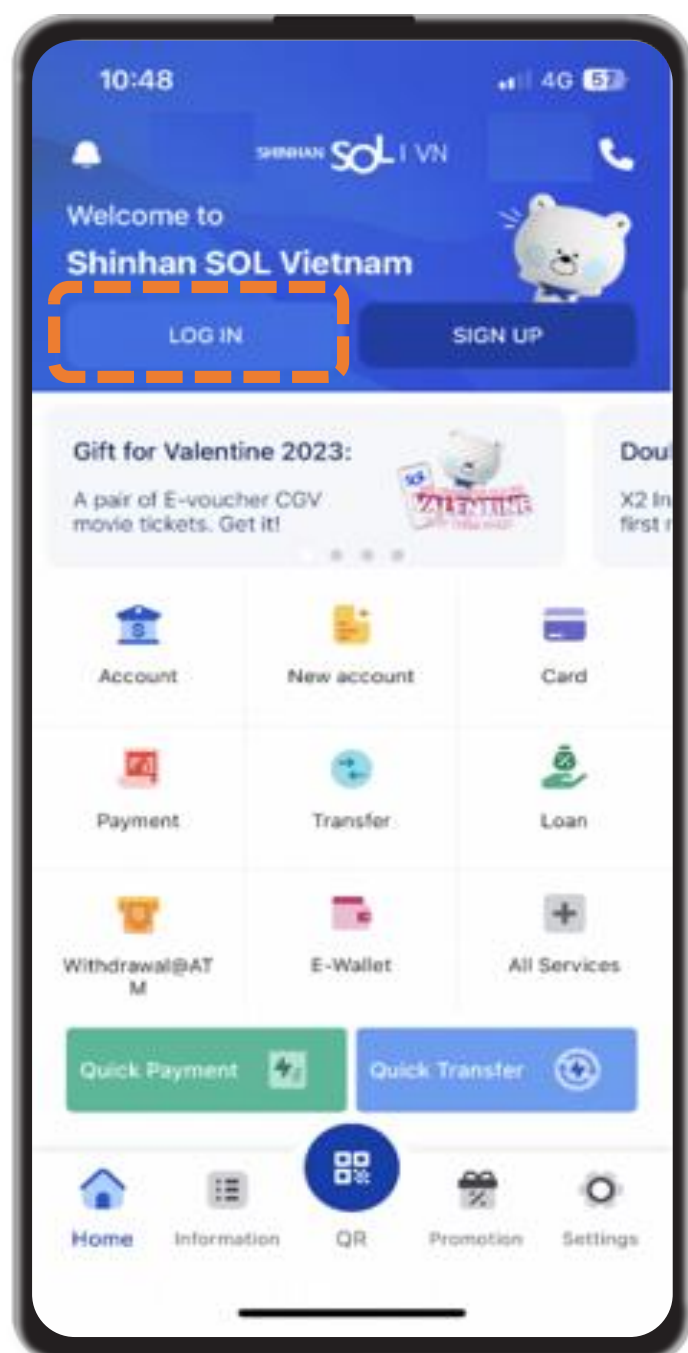 10:48
4G 57
SHINHAN SOL | VN
Welcome to
Shinhan SOL Vietnam
LOG IN
SIGN UP
Gift for Valentine 2023:
A pair of E-voucher CGV
movie tickets. Get it!
VALENTINE
Doul
X2 In
first r
Account
New account
Card
Payment
Transfer
Loan
Withdrawal@AT
M
E-Wallet
All Services
Quick Payment
Quick Transfer
Home
Information
QR
Promotion
Settings